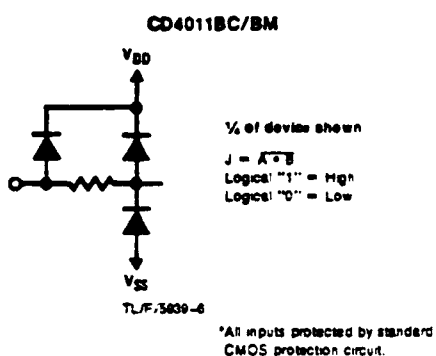 CD4011BC/BM
VDD
¼ of device shown
J = A • B
Logical "1" = High
Logical "0" = Low
VSS
TL/F/5939-6
*All inputs protected by standard
CMOS protection circuit.